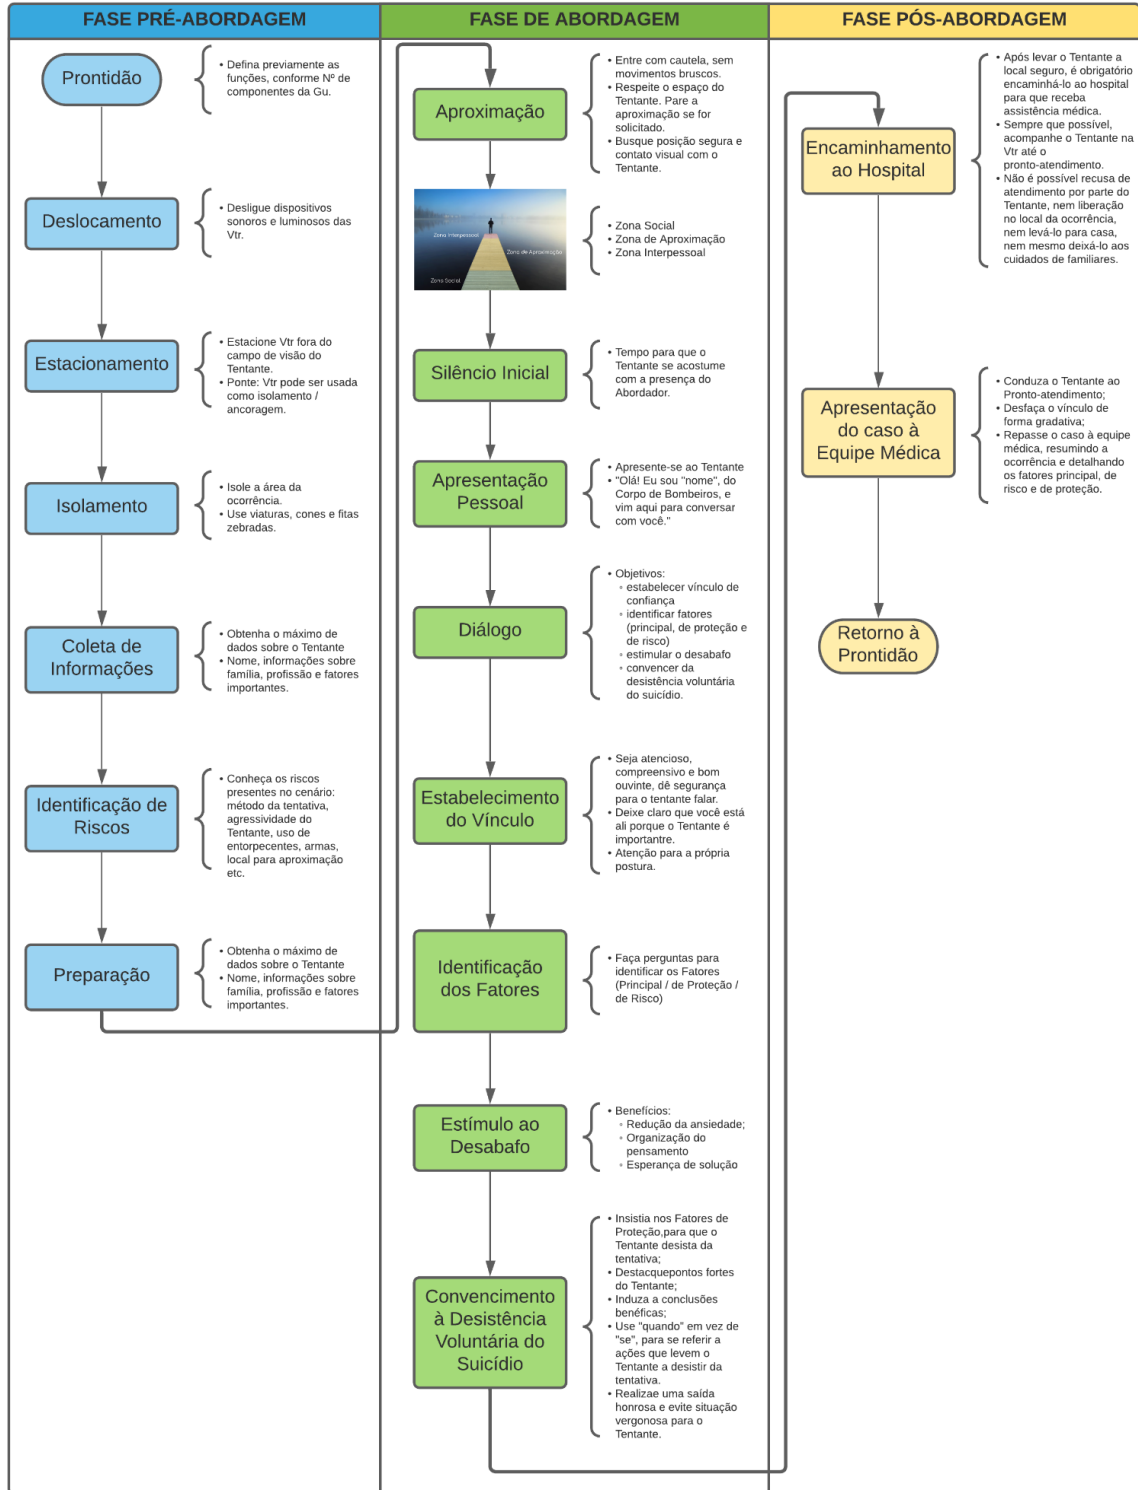 FASE PRÉ-ABORDAGEM
Prontidão
• Defina previamente as
funções, conforme Nº de
componentes da Gu.
Deslocamento
• Desligue dispositivos
sonoros e luminosos das
Vtr.
Estacionamento
• Estacione Vtr fora do
campo de visão do
Tentante.
• Ponte: Vtr pode ser usada
como isolamento /
ancoragem.
Isolamento
• Isole a área da
ocorrência.
• Use viaturas, cones e fitas
zebradas.
Coleta de
Informações
• Obtenha o máximo de
dados sobre o Tentante
• Nome, informações sobre
família, profissão e fatores
importantes.
Identificação de
Riscos
• Conheça os riscos
presentes no cenário:
método da tentativa,
agressividade do
Tentante, uso de
entorpecentes, armas,
local para aproximação
etc.
Preparação
• Obtenha o máximo de
dados sobre o Tentante
• Nome, informações sobre
família, profissão e fatores
importantes.
FASE DE ABORDAGEM
Aproximação
• Entre com cautela, sem
movimentos bruscos.
• Respeite o espaço do
Tentante. Pare a
aproximação se for
solicitado.
• Busque posição segura e
contato visual com o
Tentante.
Zona Interpessoal
Zona de Aproximação
Zona Social
• Zona Social
• Zona de Aproximação
• Zona Interpessoal
Silêncio Inicial
• Tempo para que o
Tentante se acostume
com a presença do
Abordador.
Apresentação
Pessoal
• Apresente-se ao Tentante
• "Olá! Eu sou "nome", do
Corpo de Bombeiros, e
vim aqui para conversar
com você."
Diálogo
• Objetivos:
◦ estabelecer vínculo de
confiança
◦ identificar fatores
(principal, de proteção e
de risco)
◦ estimular o desabafo
◦ convencer da
desistência voluntária
do suicídio.
Estabelecimento
do Vínculo
• Seja atencioso,
compreensivo e bom
ouvinte, dê segurança
para o tentante falar.
• Deixe claro que você está
ali porque o Tentante é
importantre.
• Atenção para a própria
postura.
Identificação
dos Fatores
• Faça perguntas para
identificar os Fatores
(Principal / de Proteção /
de Risco)
Estímulo ao
Desabafo
• Benefícios:
◦ Redução da ansiedade;
◦ Organização do
pensamento
◦ Esperança de solução
Convencimento
à Desistência
Voluntária do
Suicídio
• Insistia nos Fatores de
Proteção,para que o
Tentante desista da
tentativa;
• Destacquepontos fortes
do Tentante;
• Induza a conclusões
benéficas;
• Use "quando" em vez de
"se", para se referir a
ações que levem o
Tentante a desistir da
tentativa.
• Realizae uma saída
honrosa e evite situação
vergonosa para o
Tentante.
FASE PÓS-ABORDAGEM
Encaminhamento
ao Hospital
• Após levar o Tentante a
local seguro, é obrigatório
encaminhá-lo ao hospital
para que receba
assistência médica.
• Sempre que possível,
acompanhe o Tentante na
Vtr até o
pronto-atendimento.
• Não é possível recusa de
atendimento por parte do
Tentante, nem liberação
no local da ocorrência,
nem levá-lo para casa,
nem mesmo deixá-lo aos
cuidados de familiares.
Apresentação
do caso à
Equipe Médica
• Conduza o Tentante ao
Pronto-atendimento;
• Desfaça o vínculo de
forma gradativa;
• Repasse o caso à equipe
médica, resumindo a
ocorrência e detalhando
os fatores principal, de
risco e de proteção.
Retorno à
Prontidão